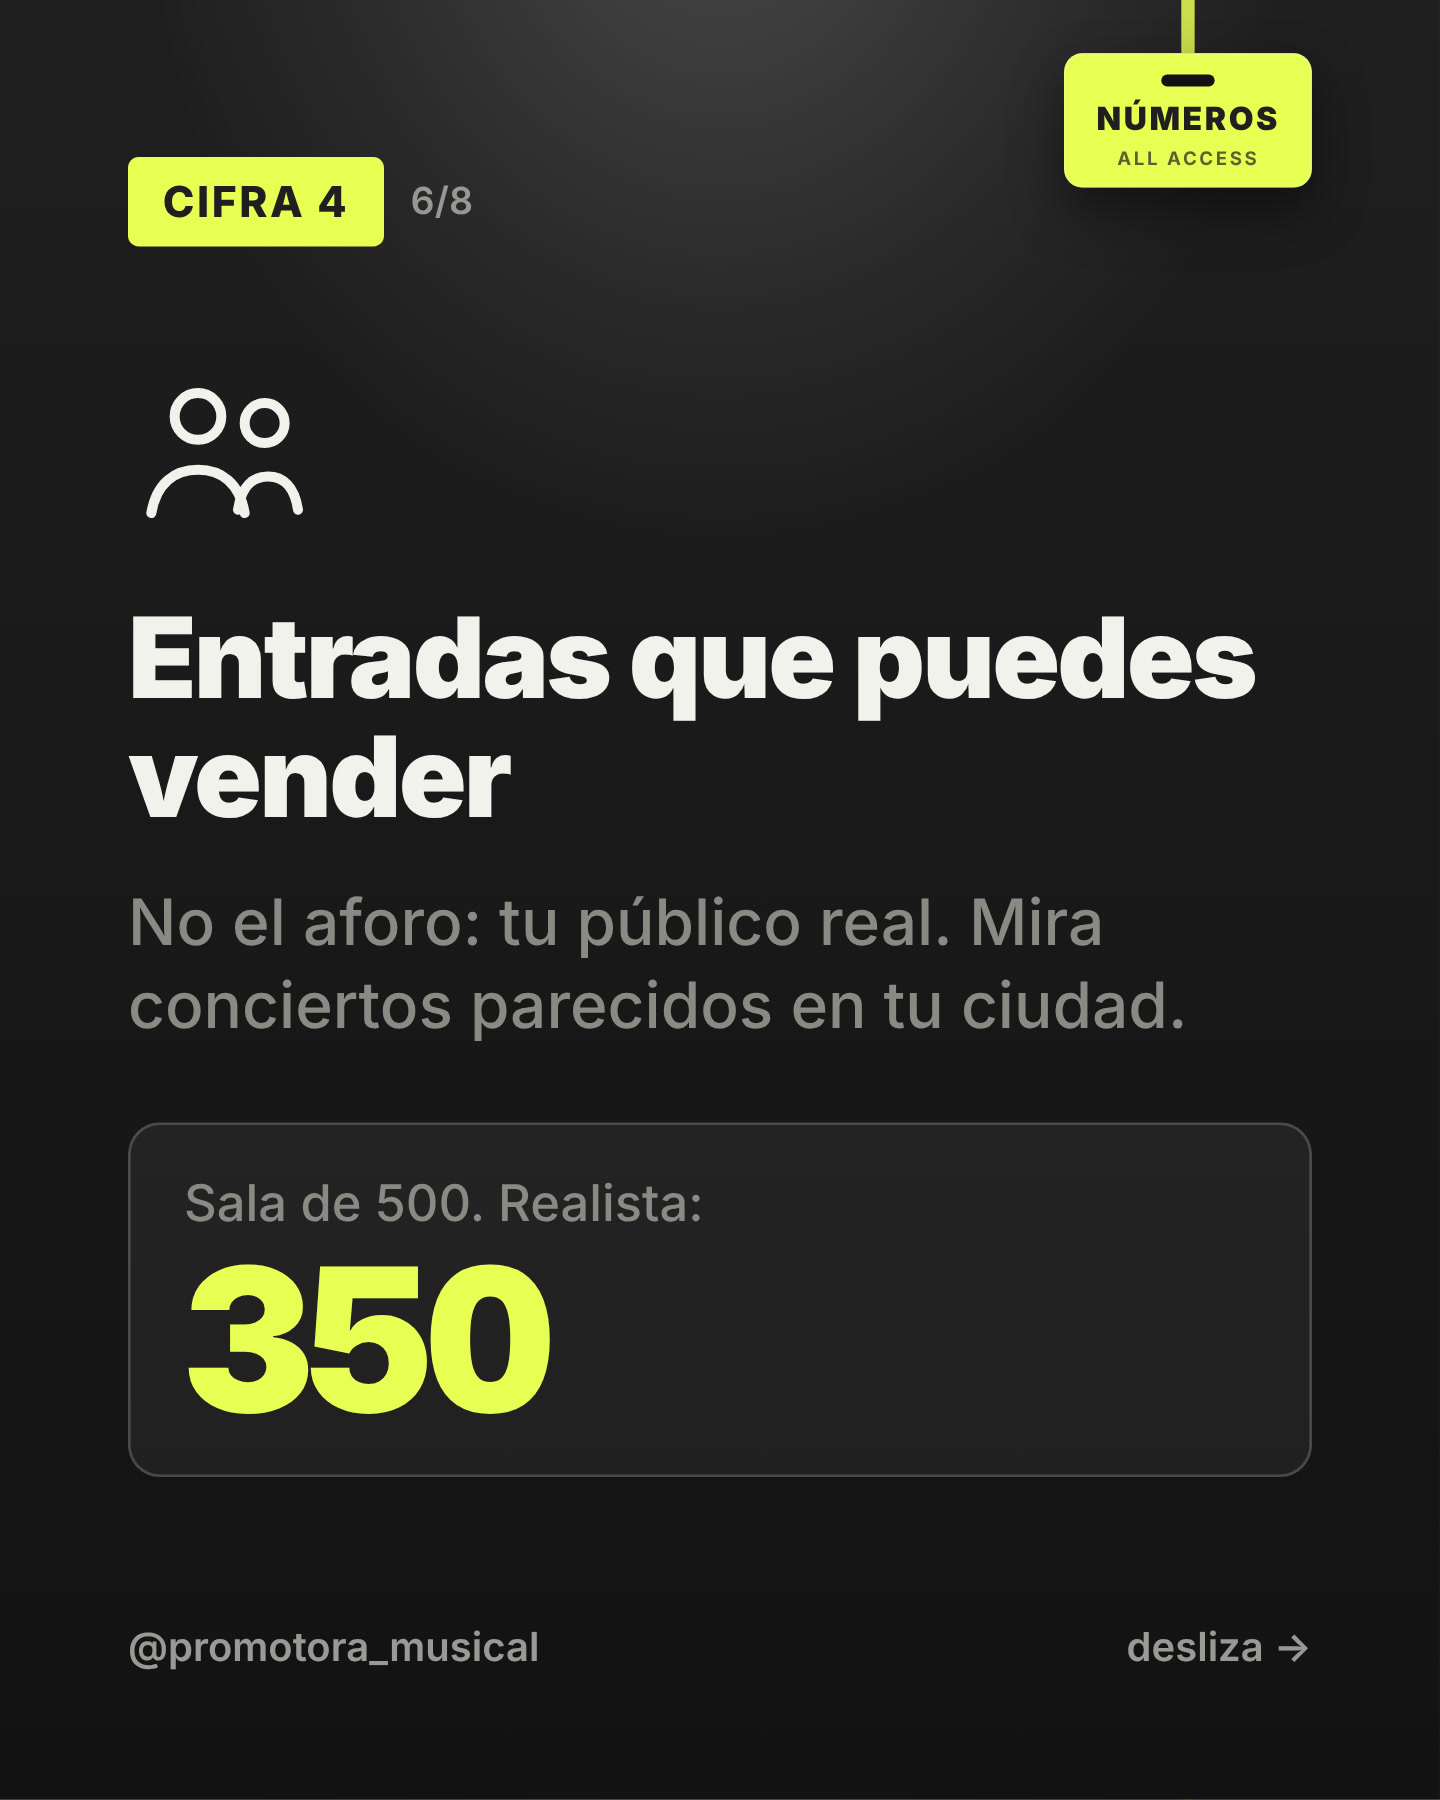 NÚMEROS
ALL ACCESS
CIFRA 4
6/8
Entradas que puedes
vender
No el aforo: tu público real. Mira
conciertos parecidos en tu ciudad.
Sala de 500. Realista:
350
@promotora_musical
desliza →